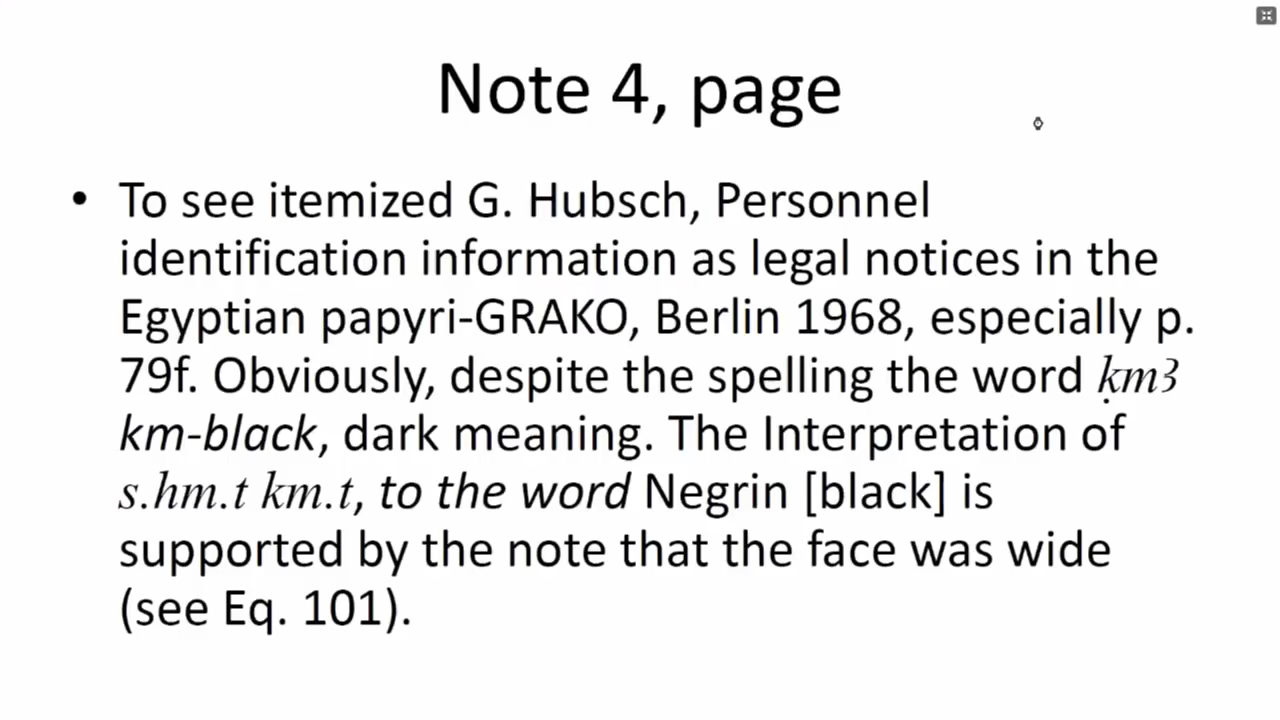 Note 4, page
• To see itemized G. Hubsch, Personnel
identification information as legal notices in the
Egyptian papyri-GRAKO, Berlin 1968, especially p.
79f. Obviously, despite the spelling the word ḳmꜣ
km-black, dark meaning. The Interpretation of
s.hm.t km.t, to the word Negrin [black] is
supported by the note that the face was wide
(see Eq. 101).